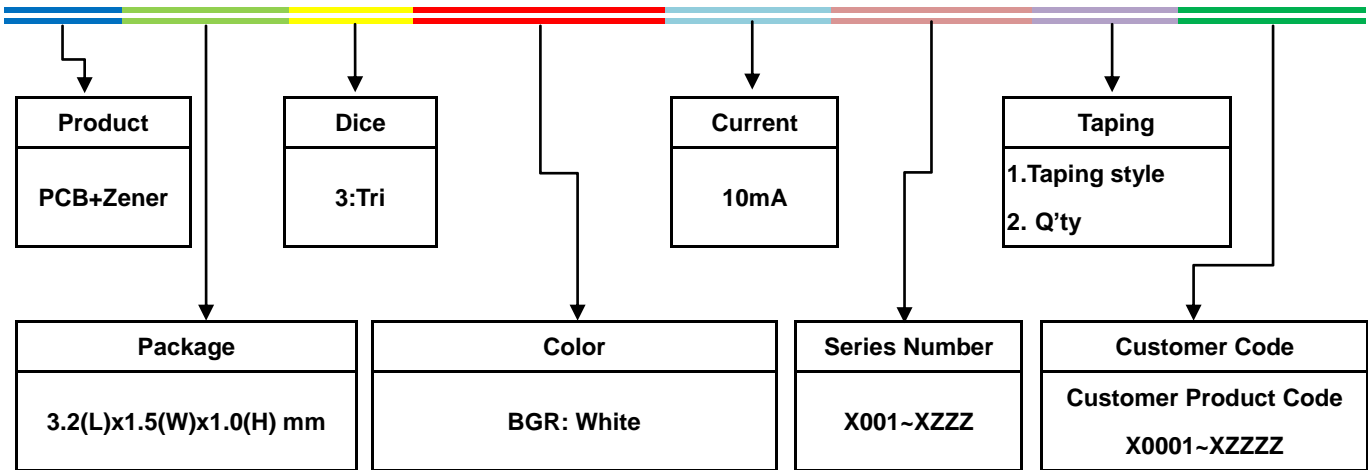 Product
PCB+Zener
Dice
3:Tri
Current
10mA
Taping
1.Taping style
2. Q’ty
Package
3.2(L)x1.5(W)x1.0(H) mm
Color
BGR: White
Series Number
X001~XZZZ
Customer Code
Customer Product Code
X0001~XZZZZ